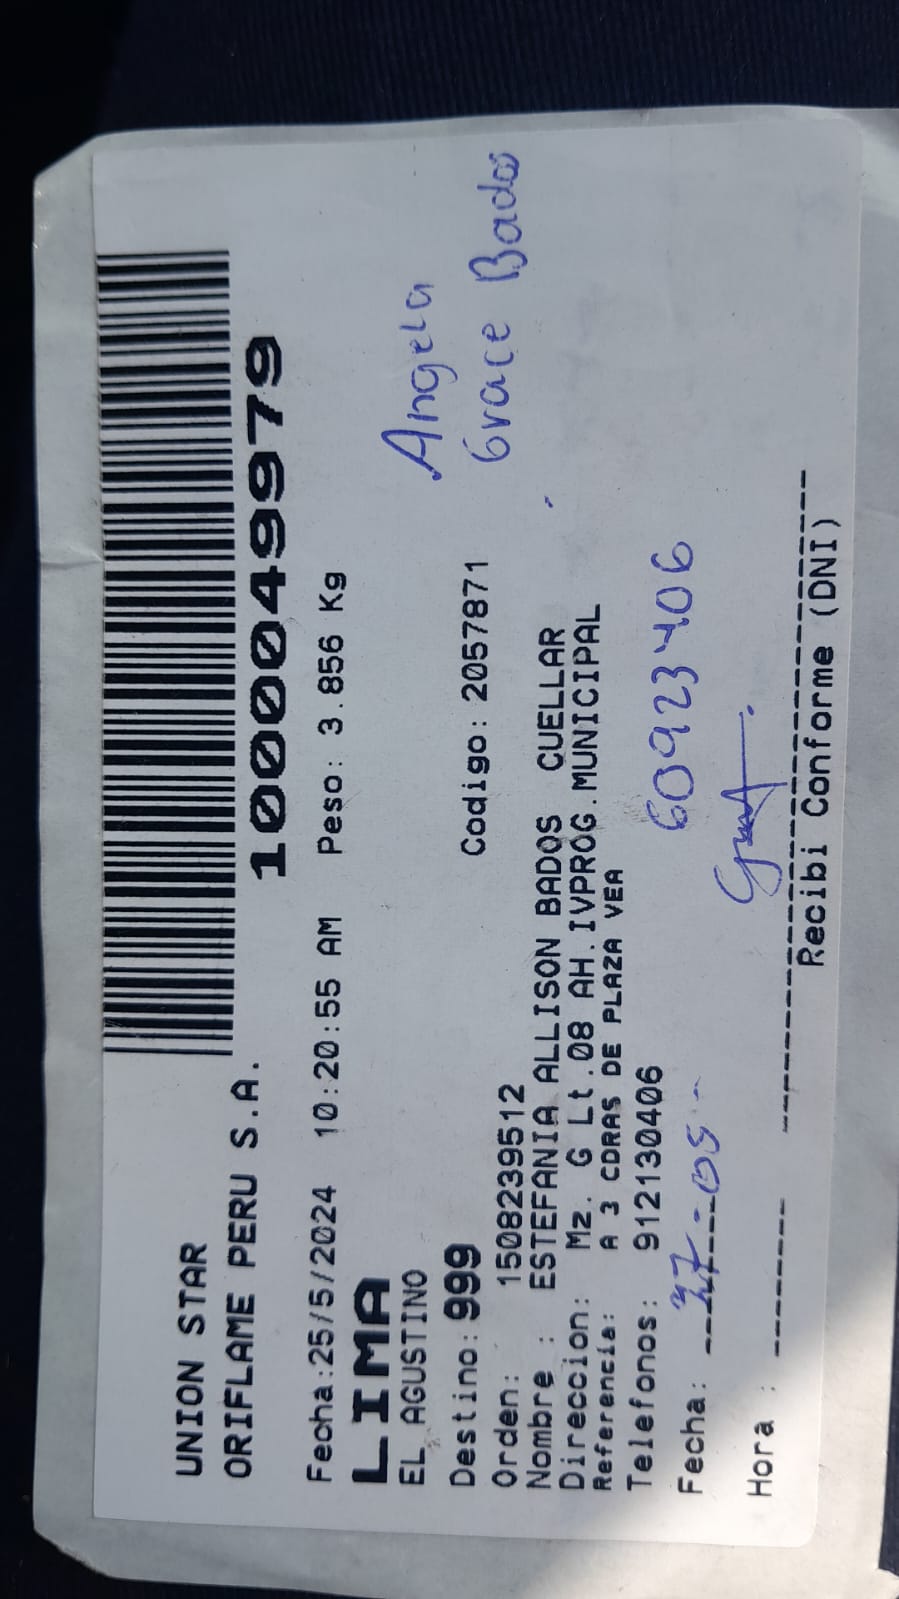 UNION STAR
ORIFLAME PERU S.A.
1000049979
Fecha:25/5/2024 10:20:55 AM Peso: 3.856 Kg
LIMA
EL AGUSTINO
Angela
Grace Bados
Destino: 999 Codigo: 2057871
Orden: 1508239512
Nombre : ESTEFANIA ALLISON BADOS CUELLAR
Direccion: Mz. G Lt.08 AH.IVPROG.MUNICIPAL
Referencia: A 3 CDRAS DE PLAZA VEA
Telefonos: 912130406
60923406
Fecha: 27-05
Hora :
Recibi Conforme (DNI)